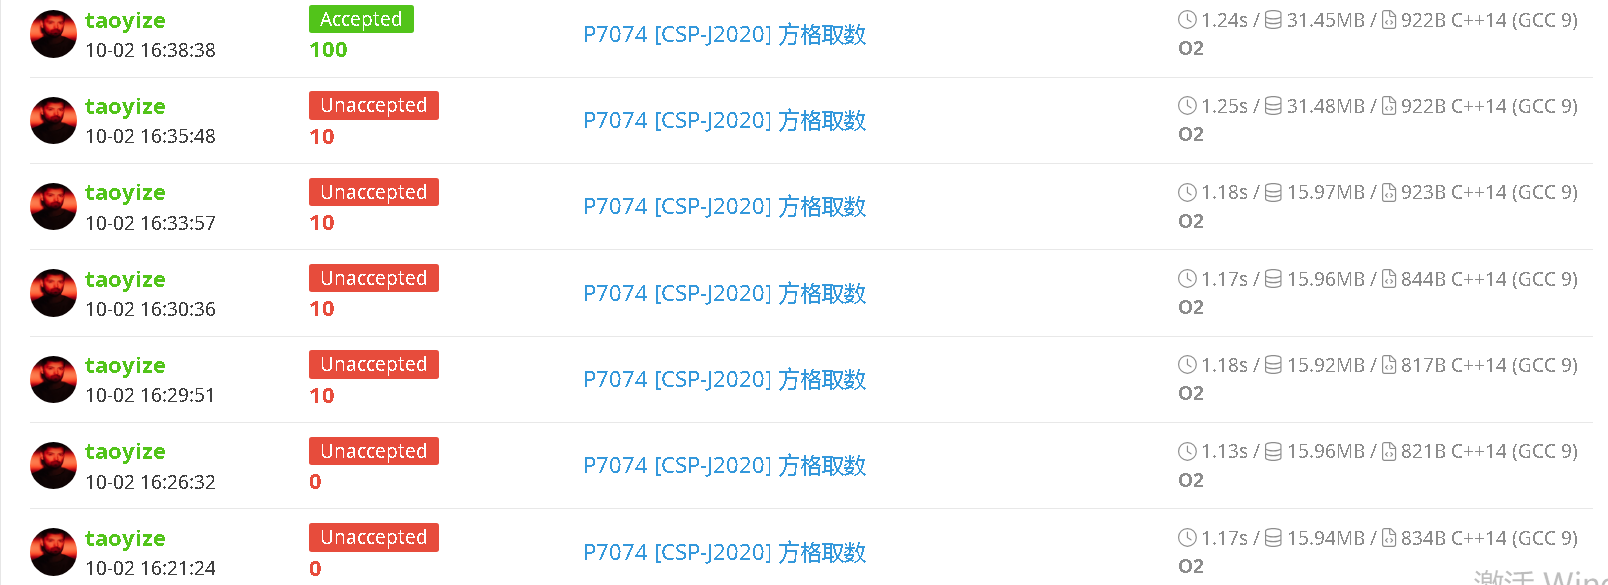 taoyize Accepted 1.24s / 31.45MB / 922B C++14 (GCC 9)
10-02 16:38:38 100 P7074 [CSP-J2020] 方格取数 O2
taoyize Unaccepted 1.25s / 31.48MB / 922B C++14 (GCC 9)
10-02 16:35:48 10 P7074 [CSP-J2020] 方格取数 O2
taoyize Unaccepted 1.18s / 15.97MB / 923B C++14 (GCC 9)
10-02 16:33:57 10 P7074 [CSP-J2020] 方格取数 O2
taoyize Unaccepted 1.17s / 15.96MB / 844B C++14 (GCC 9)
10-02 16:30:36 10 P7074 [CSP-J2020] 方格取数 O2
taoyize Unaccepted 1.18s / 15.92MB / 817B C++14 (GCC 9)
10-02 16:29:51 10 P7074 [CSP-J2020] 方格取数 O2
taoyize Unaccepted 1.13s / 15.96MB / 821B C++14 (GCC 9)
10-02 16:26:32 0 P7074 [CSP-J2020] 方格取数 O2
taoyize Unaccepted 1.17s / 15.94MB / 834B C++14 (GCC 9)
10-02 16:21:24 0 P7074 [CSP-J2020] 方格取数 O2
激活